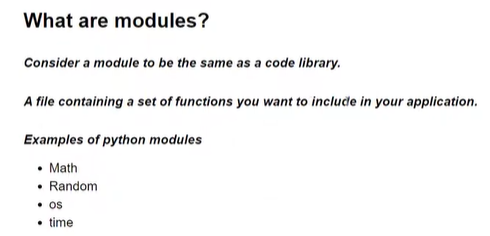 What are modules?
Consider a module to be the same as a code library.
A file containing a set of functions you want to include in your application.
Examples of python modules
• Math
• Random
• os
• time